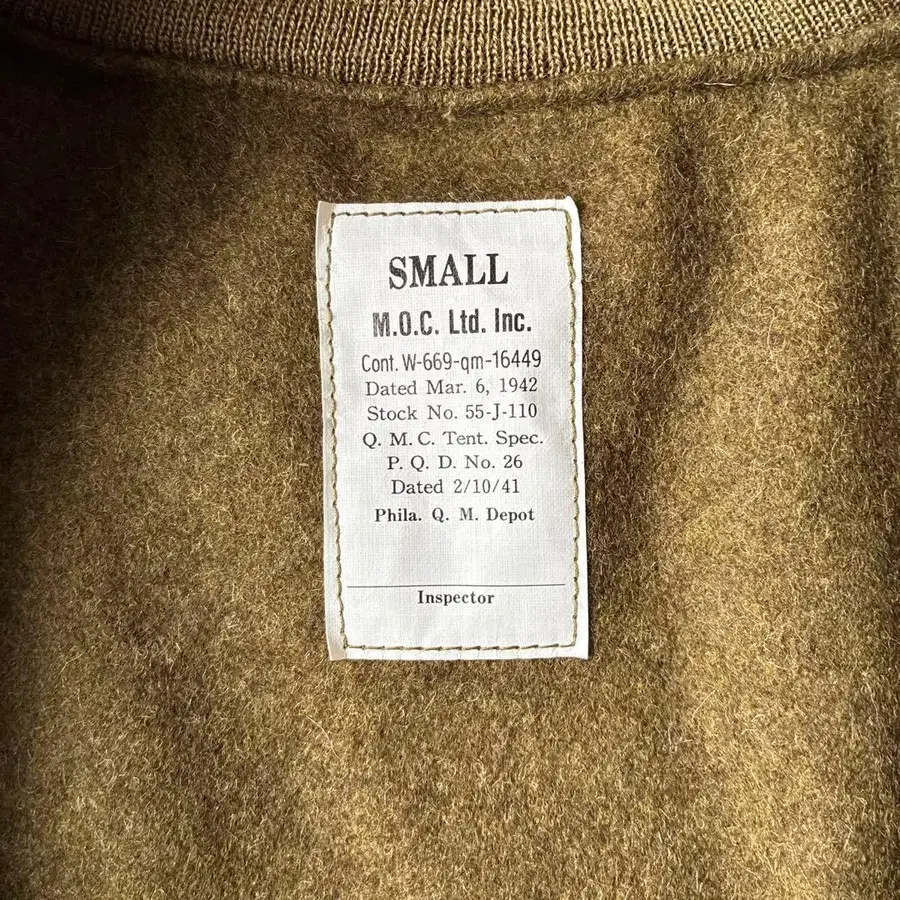 SMALL
M.O.C. Ltd. Inc.
Cont. W-669-qm-16449
Dated Mar. 6, 1942
Stock No. 55-J-110
Q. M. C. Tent. Spec.
P. Q. D. No. 26
Dated 2/10/41
Phila. Q. M. Depot
Inspector